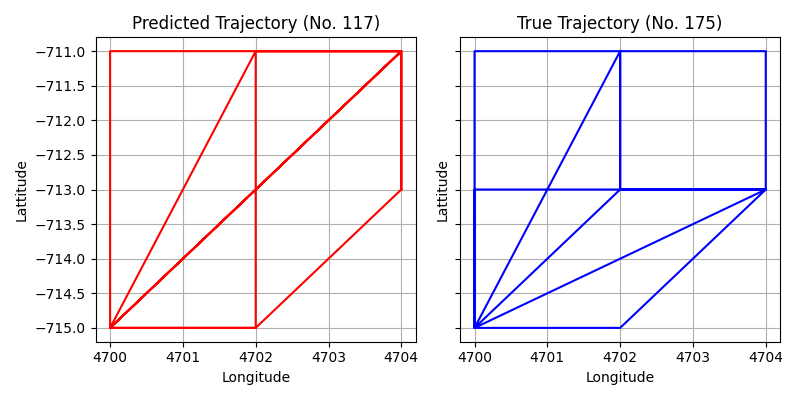 Predicted Trajectory (No. 117)
True Trajectory (No. 175)
−711.0
−711.5
−712.0
−712.5
−713.0
−713.5
−714.0
−714.5
−715.0
Lattitude
Lattitude
4700 4701 4702 4703 4704
4700 4701 4702 4703 4704
Longitude
Longitude